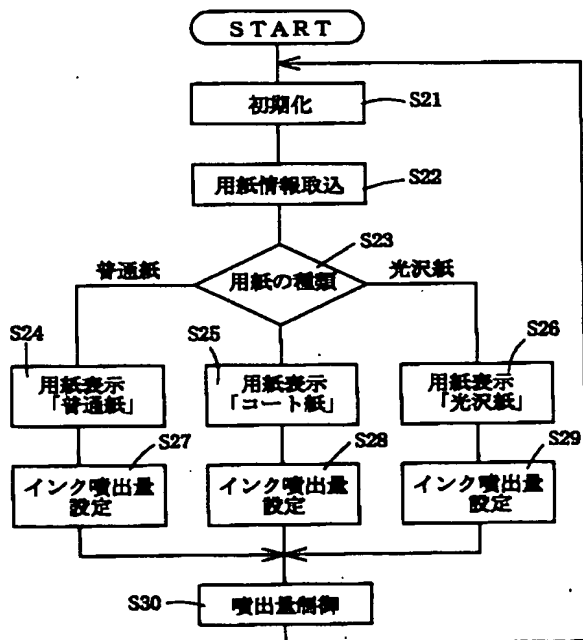 START
初期化
S21
用紙情報取込
S22
用紙の種類
S23
普通紙
光沢紙
S24
S25
S26
用紙表示
「普通紙」
用紙表示
「コート紙」
用紙表示
「光沢紙」
S27
S28
S29
インク噴出量
設定
インク噴出量
設定
インク噴出量
設定
S30
噴出量制御